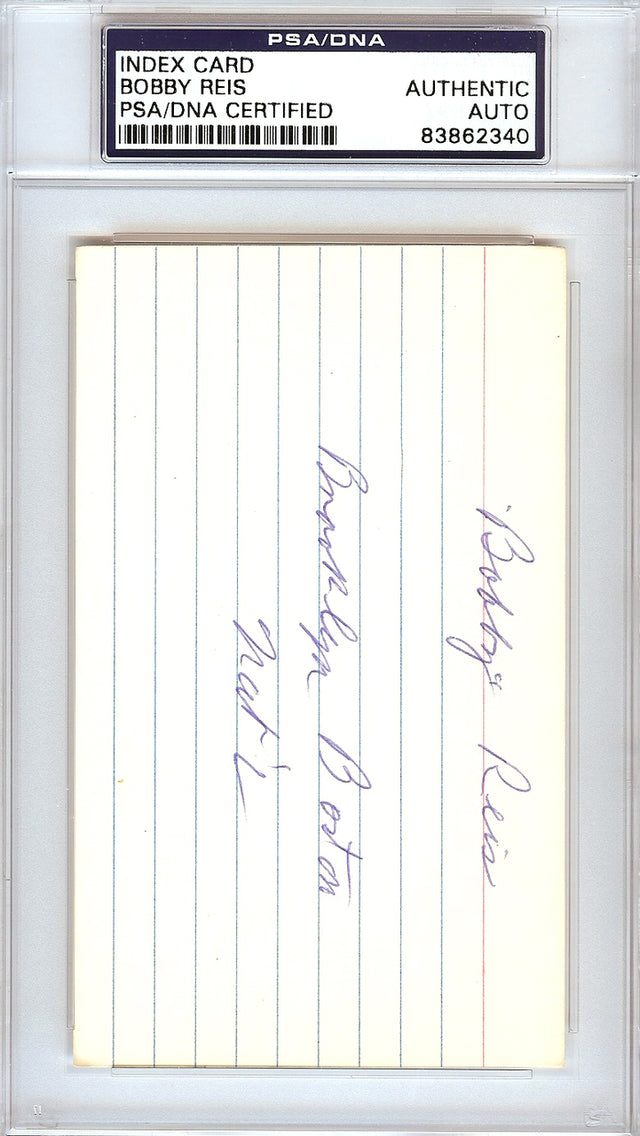 PSA/DNA
INDEX CARD
BOBBY REIS
PSA/DNA CERTIFIED
AUTHENTIC
AUTO
83862340
"Bobby" Reis
Brooklyn Boston
Nat'l